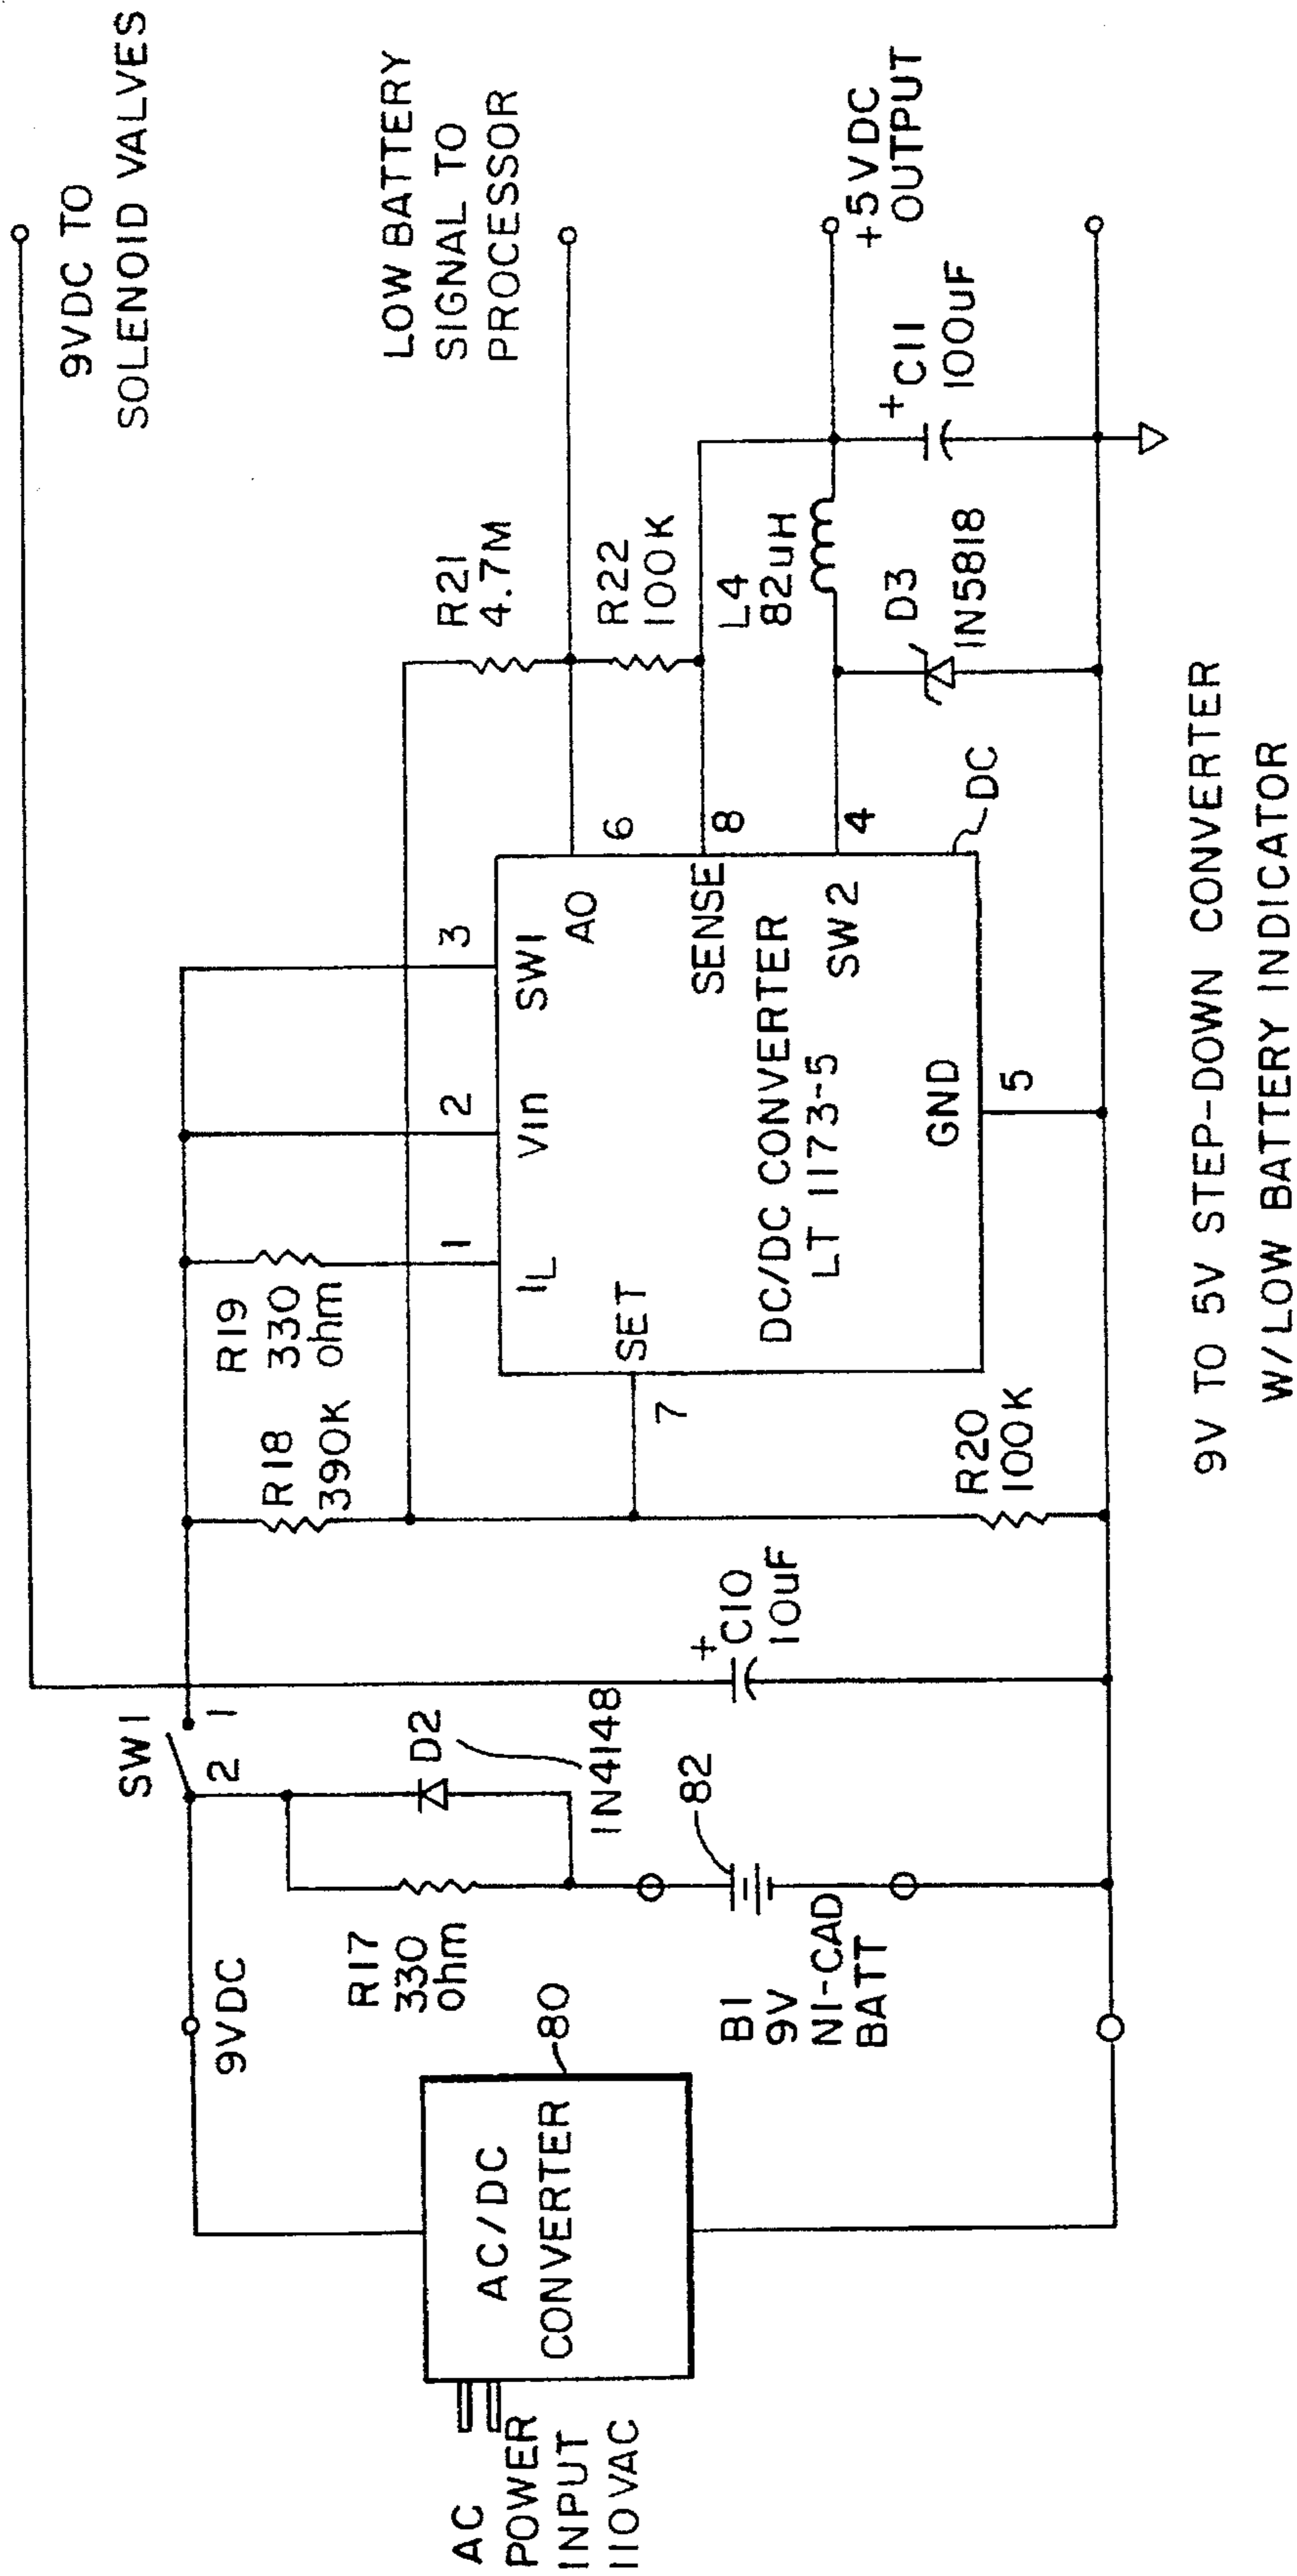 AC
POWER
INPUT
110VAC
AC/DC
CONVERTER
80
9VDC
R17
330
ohm
B1
9V
NI-CAD
BATT
82
SW1
2
1
D2
1N4148
+
C10
10uF
R18
390K
R19
330
ohm
R20
100K
1
2
3
IL
Vin
SW1
SET
7
AO
6
SENSE
8
SW2
4
DC/DC CONVERTER
LT 1173-5
GND
5
DC
R21
4.7M
R22
100K
L4
82uH
D3
IN5818
+
C11
100uF
9VDC TO
SOLENOID VALVES
LOW BATTERY
SIGNAL TO
PROCESSOR
+5VDC
OUTPUT
9V TO 5V STEP-DOWN CONVERTER
W/LOW BATTERY INDICATOR